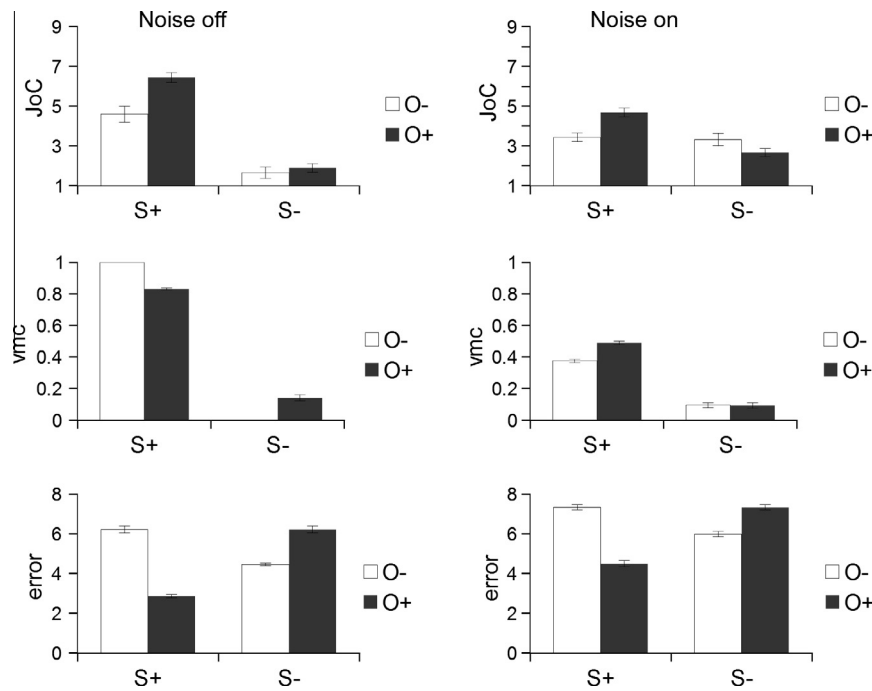 Noise off
9
7
5
3
1
JoC
S+
S-
O-
O+
Noise on
9
7
5
3
1
JoC
S+
S-
O-
O+
1
0.8
0.6
0.4
0.2
0
vmc
S+
S-
O-
O+
1
0.8
0.6
0.4
0.2
0
vmc
S+
S-
O-
O+
8
6
4
2
0
error
S+
S-
O-
O+
8
6
4
2
0
error
S+
S-
O-
O+